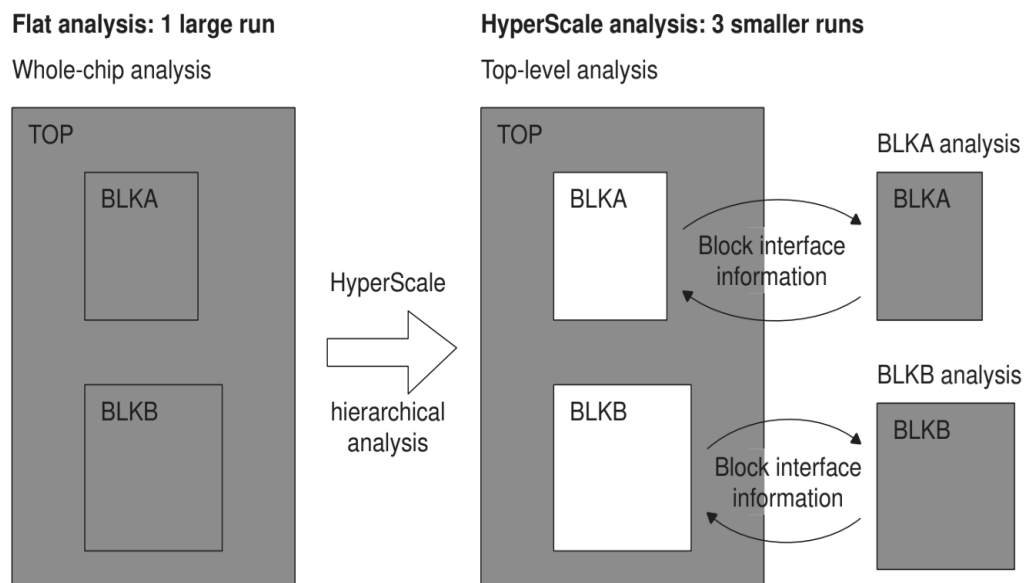 Flat analysis: 1 large run
Whole-chip analysis
TOP
BLKA
BLKB
HyperScale
hierarchical
analysis
HyperScale analysis: 3 smaller runs
Top-level analysis
TOP
BLKA
Block interface
information
BLKB
Block interface
information
BLKA analysis
BLKA
BLKB analysis
BLKB